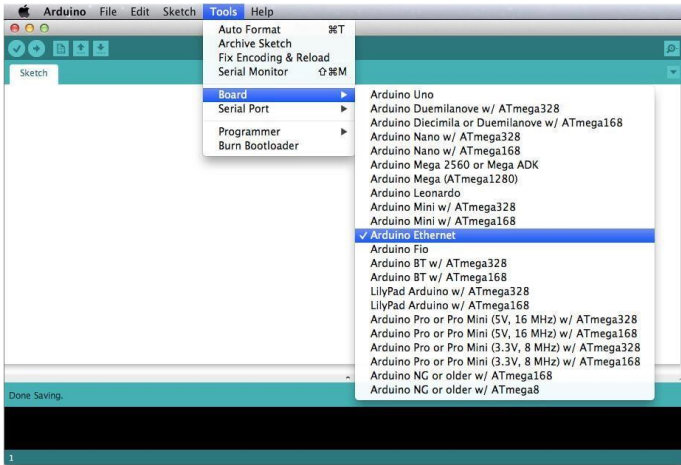 Arduino File Edit Sketch Tools Help
Auto Format ⌘T
Archive Sketch
Fix Encoding & Reload
Serial Monitor ⇧⌘M
Board
Serial Port
Programmer
Burn Bootloader
Sketch
Arduino Uno
Arduino Duemilanove w/ ATmega328
Arduino Diecimila or Duemilanove w/ ATmega168
Arduino Nano w/ ATmega328
Arduino Nano w/ ATmega168
Arduino Mega 2560 or Mega ADK
Arduino Mega (ATmega1280)
Arduino Leonardo
Arduino Mini w/ ATmega328
Arduino Mini w/ ATmega168
✓ Arduino Ethernet
Arduino Fio
Arduino BT w/ ATmega328
Arduino BT w/ ATmega168
LilyPad Arduino w/ ATmega328
LilyPad Arduino w/ ATmega168
Arduino Pro or Pro Mini (5V, 16 MHz) w/ ATmega328
Arduino Pro or Pro Mini (5V, 16 MHz) w/ ATmega168
Arduino Pro or Pro Mini (3.3V, 8 MHz) w/ ATmega328
Arduino Pro or Pro Mini (3.3V, 8 MHz) w/ ATmega168
Arduino NG or older w/ ATmega168
Arduino NG or older w/ ATmega8
Done Saving.
1